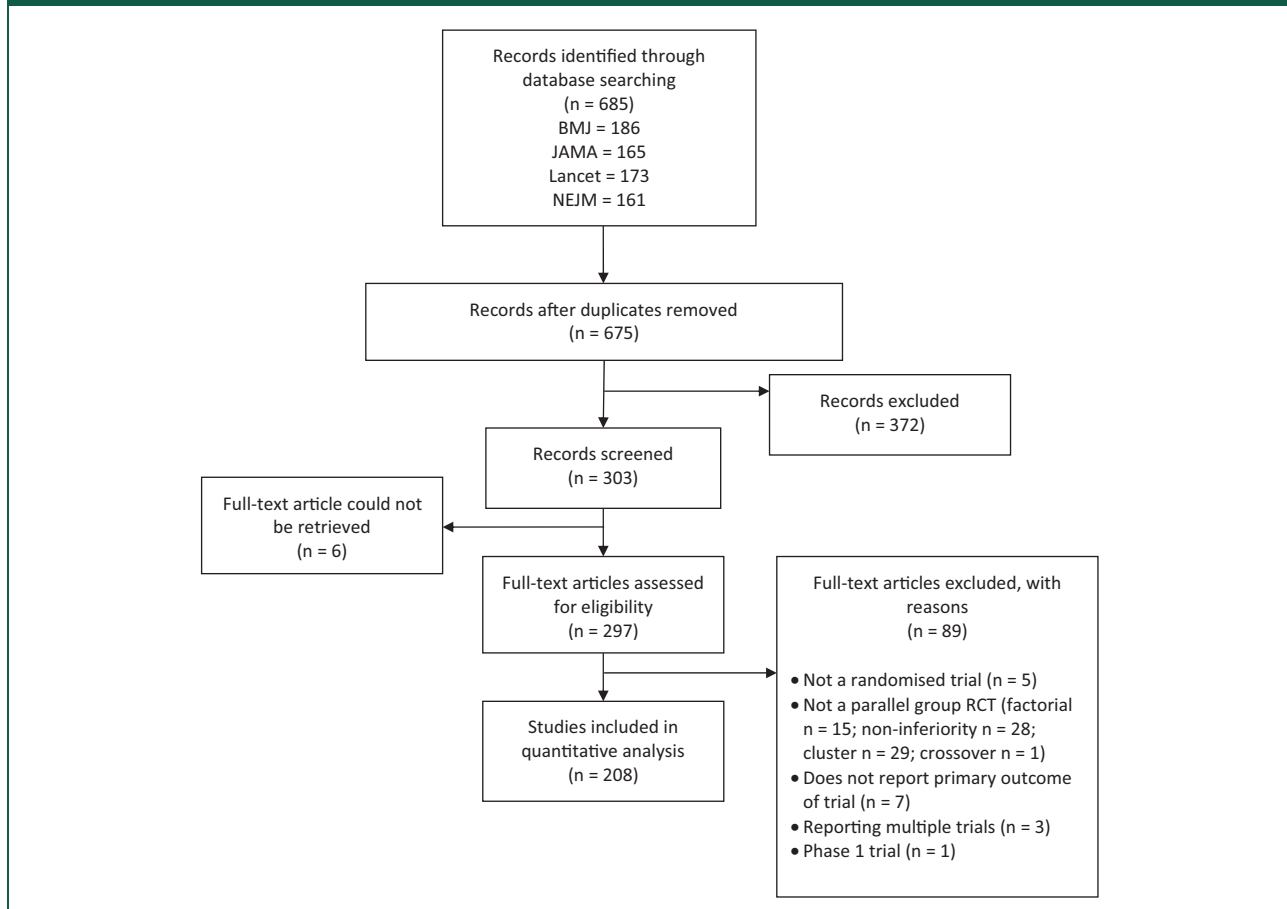 Records identified through
database searching
(n = 685)
BMJ = 186
JAMA = 165
Lancet = 173
NEJM = 161
Records after duplicates removed
(n = 675)
Records excluded
(n = 372)
Records screened
(n = 303)
Full-text article could not
be retrieved
(n = 6)
Full-text articles assessed
for eligibility
(n = 297)
Full-text articles excluded, with
reasons
(n = 89)
• Not a randomised trial (n = 5)
• Not a parallel group RCT (factorial
n = 15; non-inferiority n = 28;
cluster n = 29; crossover n = 1)
• Does not report primary outcome
of trial (n = 7)
• Reporting multiple trials (n = 3)
• Phase 1 trial (n = 1)
Studies included in
quantitative analysis
(n = 208)